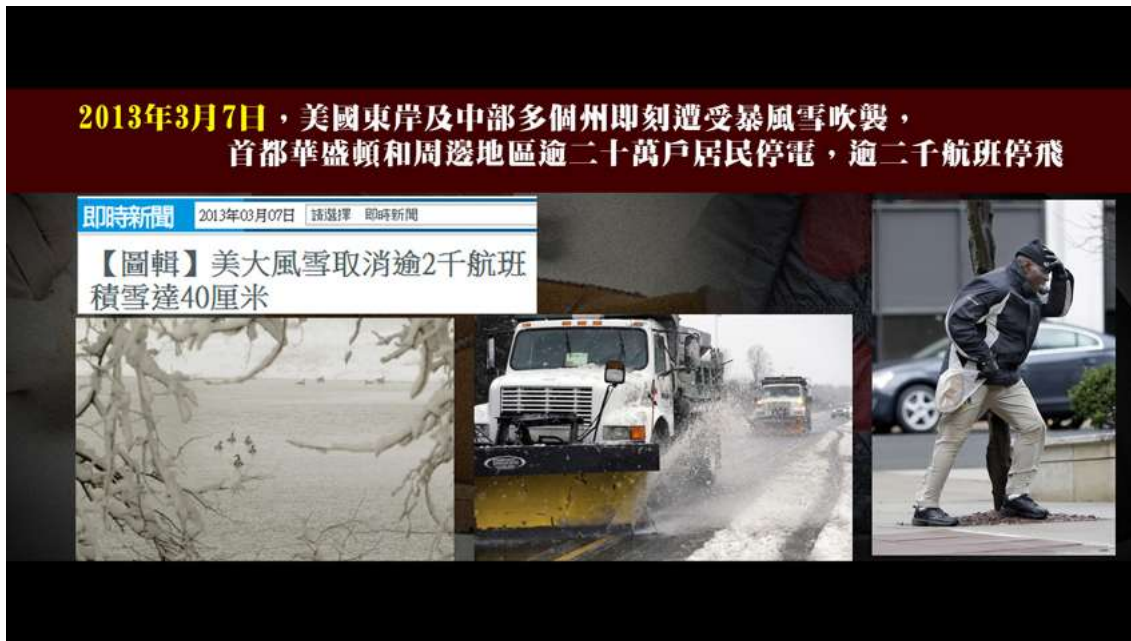 2013年3月7日，美國東岸及中部多個州即刻遭受暴風雪吹襲，
首都華盛頓和周邊地區逾二十萬戶居民停電，逾二千航班停飛
即時新聞 2013年03月07日 請選擇 即時新聞
【圖輯】美大風雪取消逾2千航班
積雪達40厘米